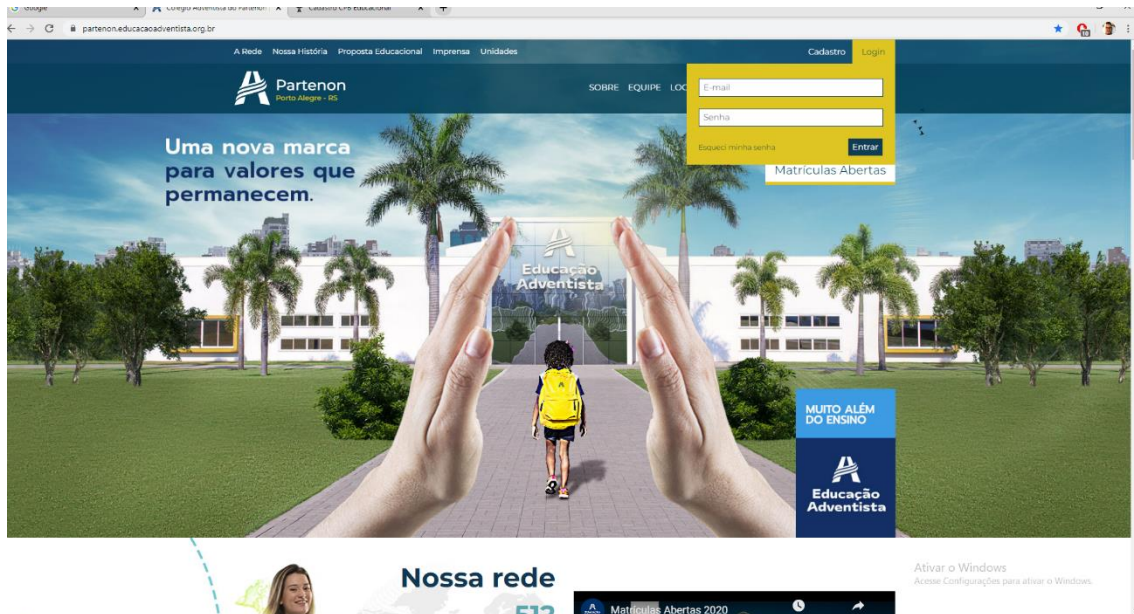 Google
Colégio Adventista do Partenon
Cadastro CPB Educacional
partenon.educacaoadventista.org.br
A Rede Nossa História Proposta Educacional Imprensa Unidades
Cadastro Login
Partenon
Porto Alegre - RS
SOBRE EQUIPE LOC
E-mail
Senha
Esqueci minha senha
Entrar
Matrículas Abertas
Uma nova marca
para valores que
permanecem.
Educação
Adventista
MUITO ALÉM
DO ENSINO
Educação
Adventista
Nossa rede
512
Matrículas Abertas 2020
Ativar o Windows
Acesse Configurações para ativar o Windows.